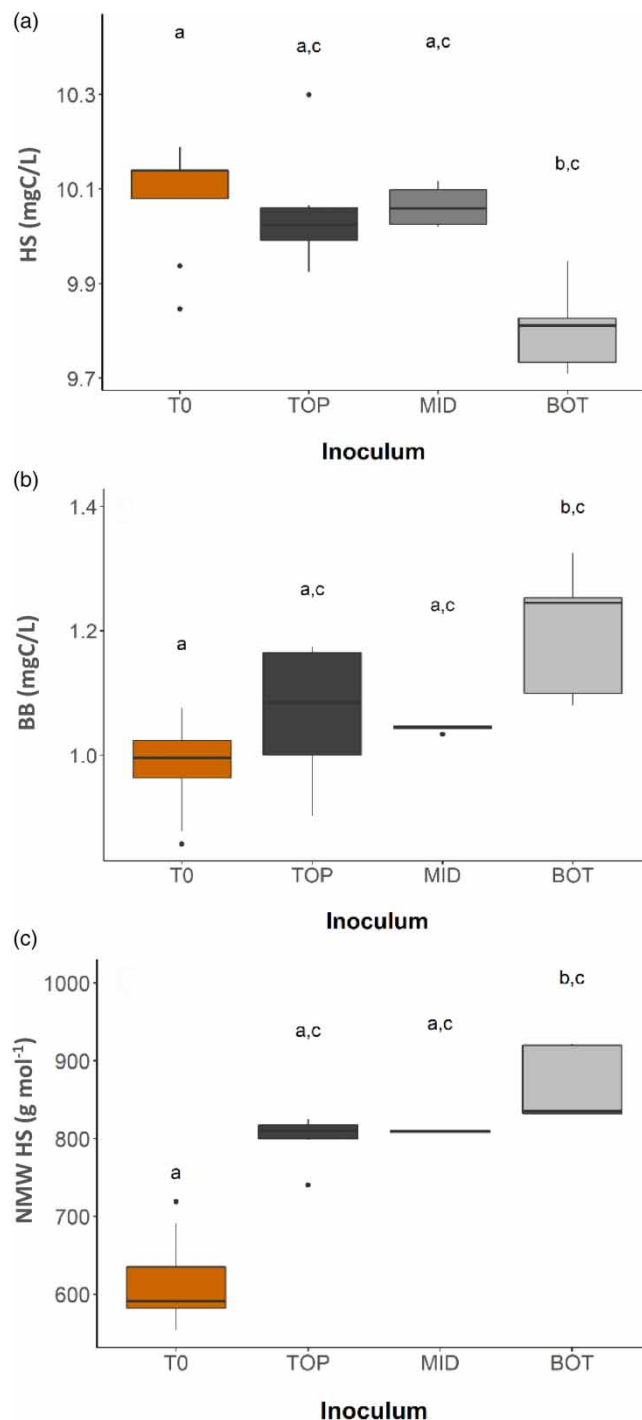 (a)
a
a,c
a,c
b,c
10.3
10.1
9.9
9.7
HS (mgC/L)
T0 TOP MID BOT
Inoculum
(b)
a
a,c
a,c
b,c
1.4
1.2
1.0
BB (mgC/L)
T0 TOP MID BOT
Inoculum
(c)
a
a,c
a,c
b,c
1000
900
800
700
600
NMW HS (g mol⁻¹)
T0 TOP MID BOT
Inoculum